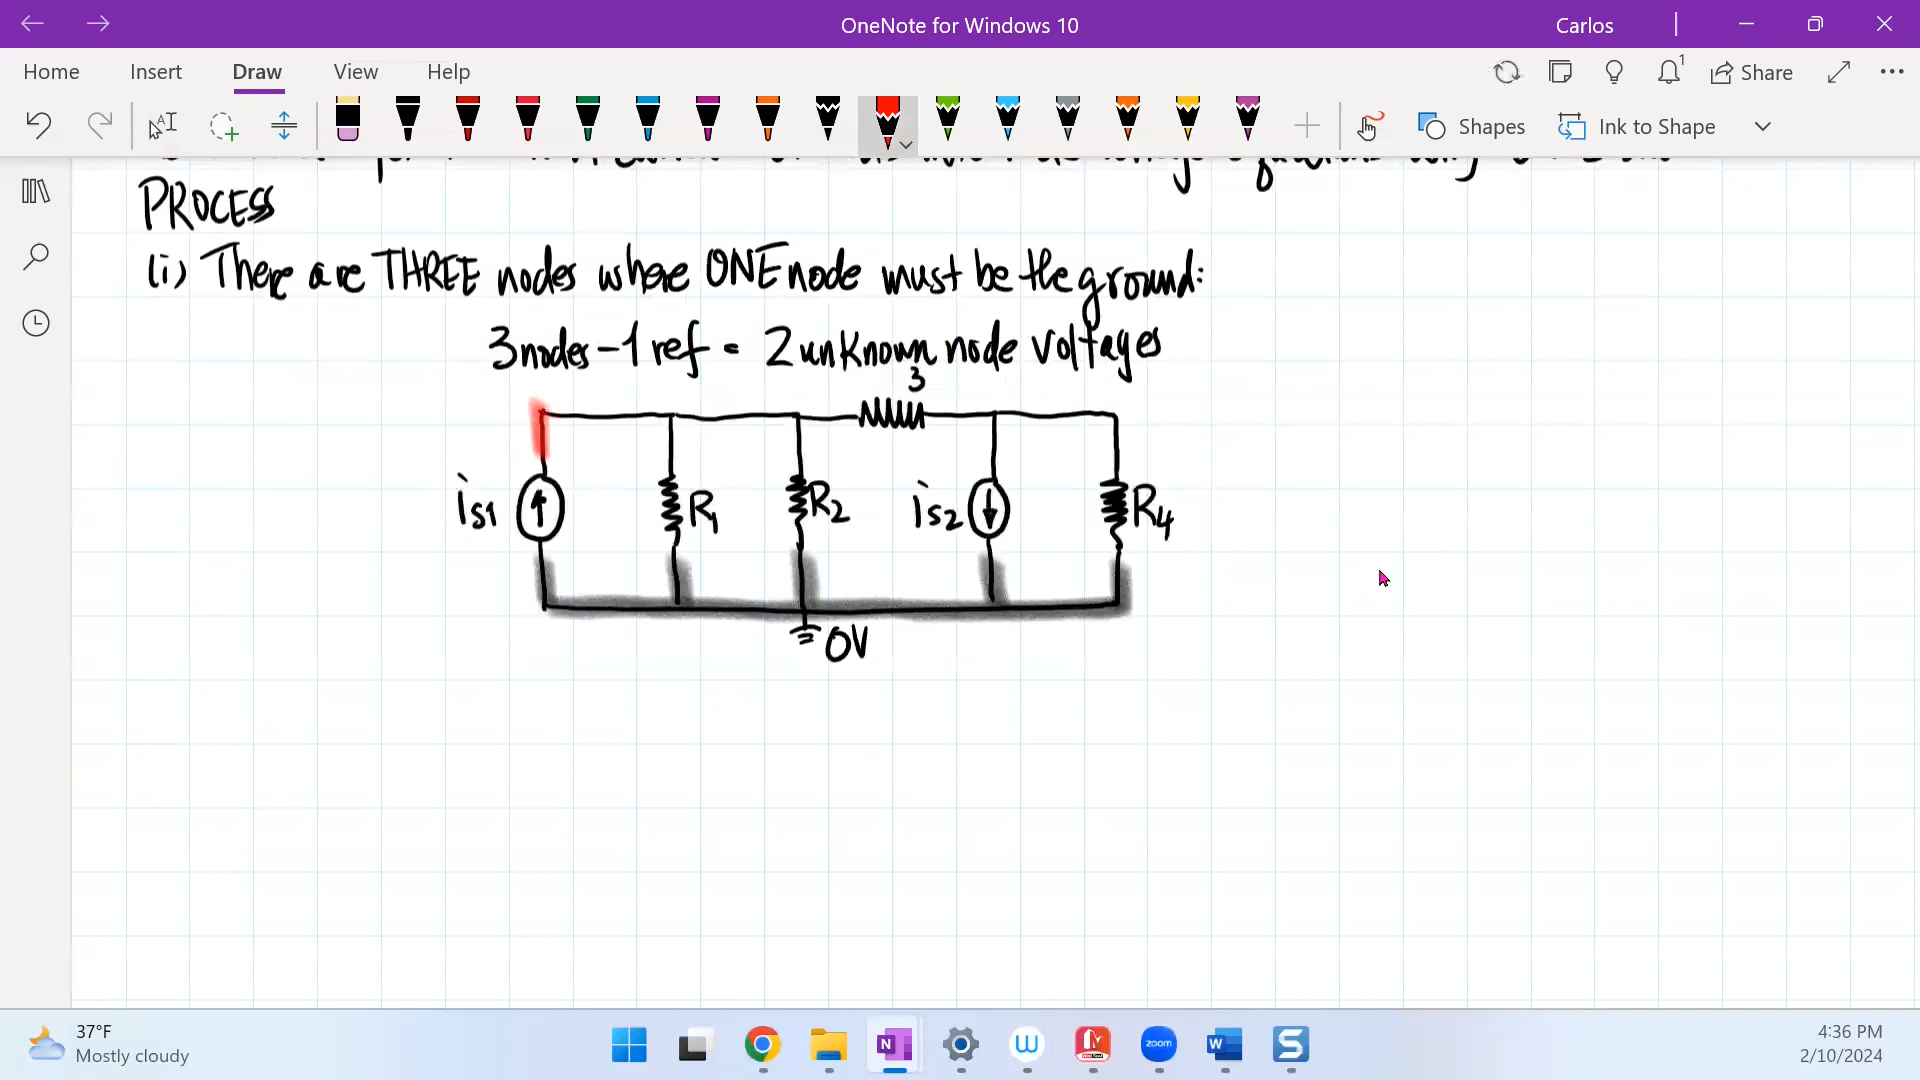 OneNote for Windows 10
Carlos
Home Insert Draw View Help
1
Share
Shapes
Ink to Shape
PROCESS
(i) There are THREE nodes where ONE node must be the ground:
3 nodes - 1 ref = 2 unknown node voltages
3
is1
R1
R2
is2
R4
0V
37°F
Mostly cloudy
zoom
4:36 PM
2/10/2024